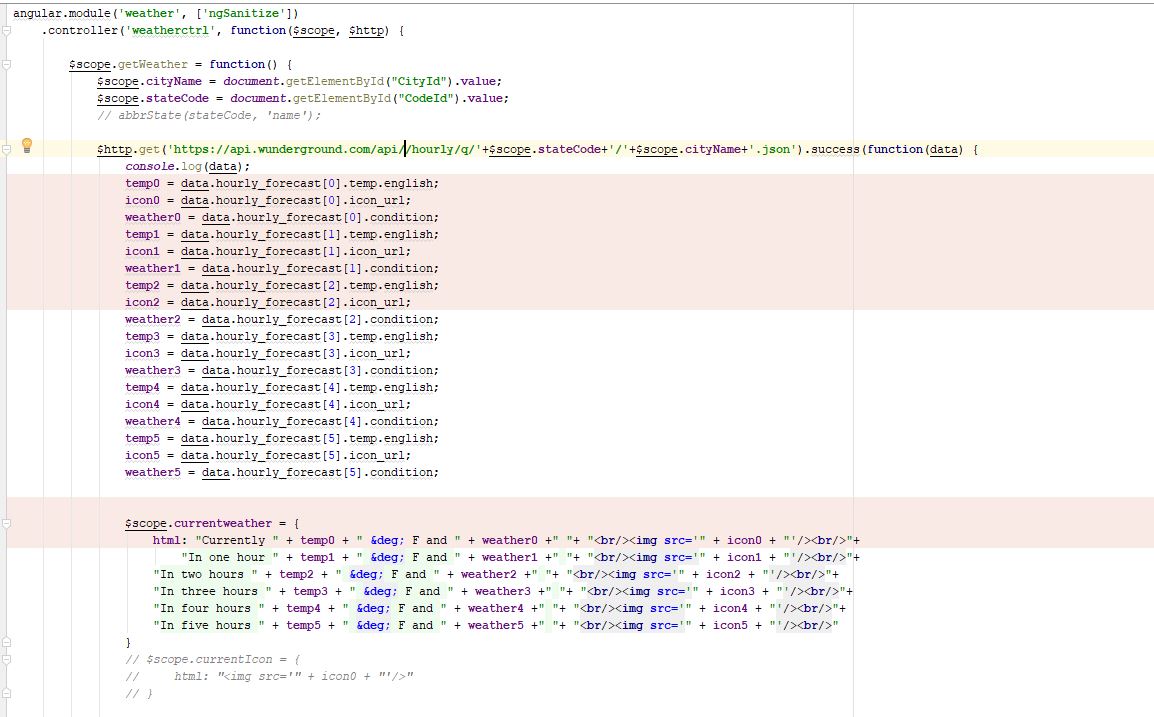 angular.module('weather', ['ngSanitize'])
    .controller('weatherctrl', function($scope, $http) {

        $scope.getWeather = function() {
            $scope.cityName = document.getElementById("CityId").value;
            $scope.stateCode = document.getElementById("CodeId").value;
            // abbrState(stateCode, 'name');

            $http.get('https://api.wunderground.com/api//hourly/q/'+$scope.stateCode+'/'+$scope.cityName+'.json').success(function(data) {
                console.log(data);
                temp0 = data.hourly_forecast[0].temp.english;
                icon0 = data.hourly_forecast[0].icon_url;
                weather0 = data.hourly_forecast[0].condition;
                temp1 = data.hourly_forecast[1].temp.english;
                icon1 = data.hourly_forecast[1].icon_url;
                weather1 = data.hourly_forecast[1].condition;
                temp2 = data.hourly_forecast[2].temp.english;
                icon2 = data.hourly_forecast[2].icon_url;
                weather2 = data.hourly_forecast[2].condition;
                temp3 = data.hourly_forecast[3].temp.english;
                icon3 = data.hourly_forecast[3].icon_url;
                weather3 = data.hourly_forecast[3].condition;
                temp4 = data.hourly_forecast[4].temp.english;
                icon4 = data.hourly_forecast[4].icon_url;
                weather4 = data.hourly_forecast[4].condition;
                temp5 = data.hourly_forecast[5].temp.english;
                icon5 = data.hourly_forecast[5].icon_url;
                weather5 = data.hourly_forecast[5].condition;

                $scope.currentweather = {
                    html: "Currently " + temp0 + " &deg; F and " + weather0 +" "+ "<br/><img src='" + icon0 + "'/><br/>"+
                        "In one hour " + temp1 + " &deg; F and " + weather1 +" "+ "<br/><img src='" + icon1 + "'/><br/>"+
                    "In two hours " + temp2 + " &deg; F and " + weather2 +" "+ "<br/><img src='" + icon2 + "'/><br/>"+
                    "In three hours " + temp3 + " &deg; F and " + weather3 +" "+ "<br/><img src='" + icon3 + "'/><br/>"+
                    "In four hours " + temp4 + " &deg; F and " + weather4 +" "+ "<br/><img src='" + icon4 + "'/><br/>"+
                    "In five hours " + temp5 + " &deg; F and " + weather5 +" "+ "<br/><img src='" + icon5 + "'/><br/>"
                }
                // $scope.currentIcon = {
                //     html: "<img src='" + icon0 + "'/>"
                // }